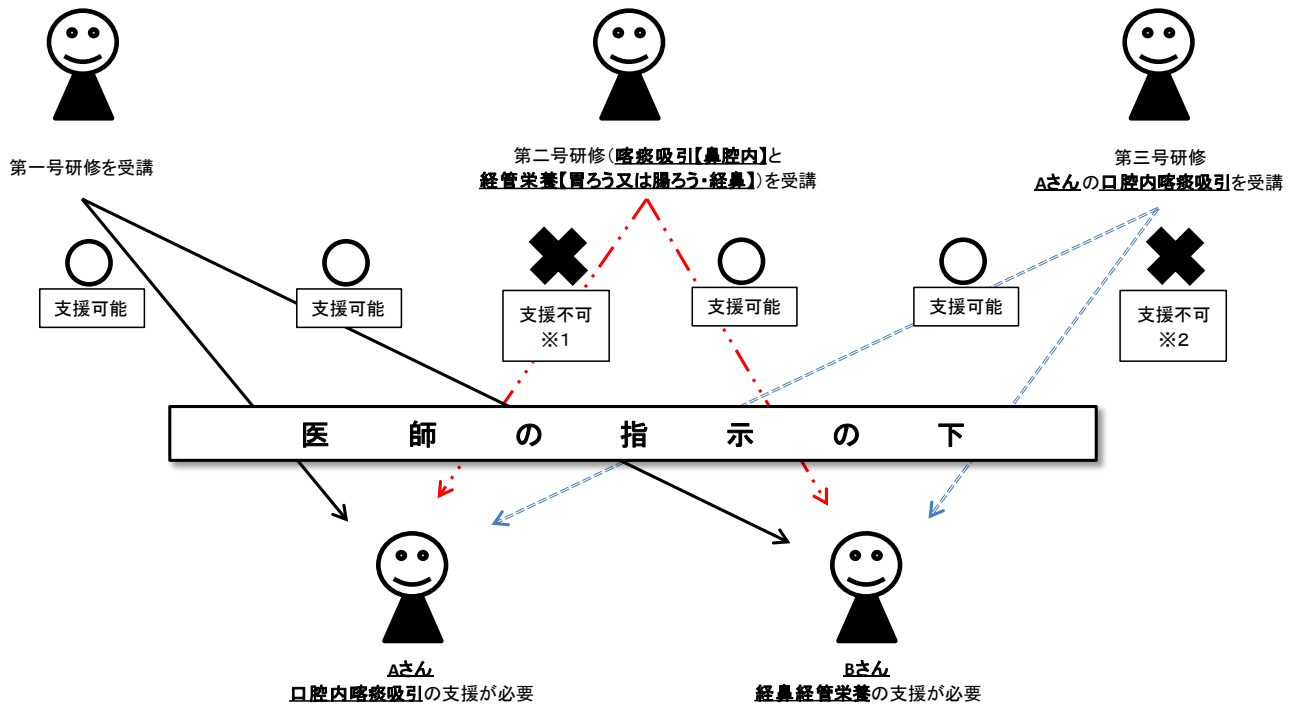 第一号研修を受講
第二号研修(喀痰吸引【鼻腔内】と
経管栄養【胃ろう又は腸ろう・経鼻】)を受講
第三号研修
Aさんの口腔内喀痰吸引を受講
支援可能
支援可能
支援不可
※1
支援可能
支援可能
支援不可
※2
医師の指示の下
Aさん
口腔内喀痰吸引の支援が必要
Bさん
経鼻経管栄養の支援が必要